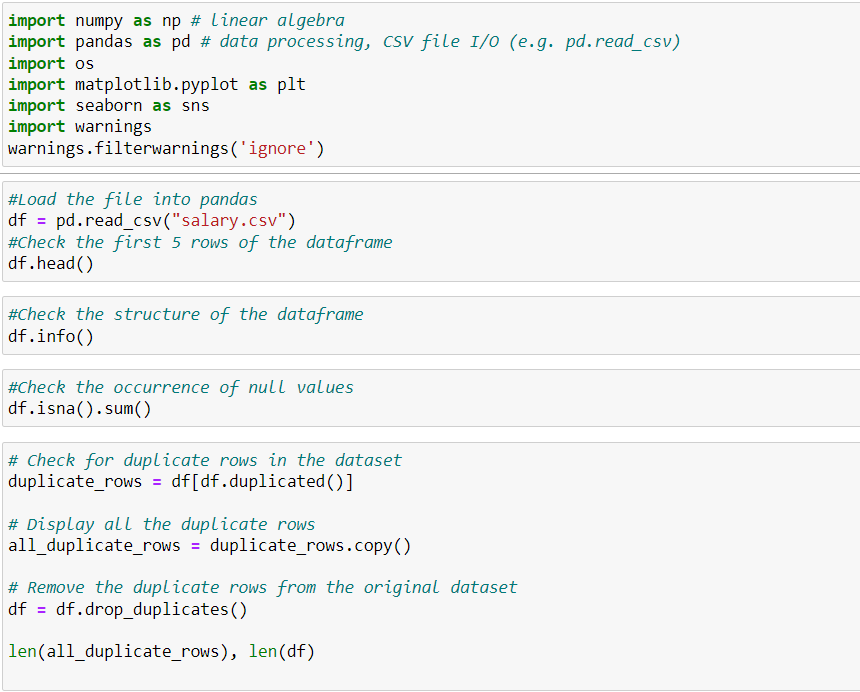 import numpy as np # linear algebra
import pandas as pd # data processing, CSV file I/O (e.g. pd.read_csv)
import os
import matplotlib.pyplot as plt
import seaborn as sns
import warnings
warnings.filterwarnings('ignore')
#Load the file into pandas
df = pd.read_csv("salary.csv")
#Check the first 5 rows of the dataframe
df.head()
#Check the structure of the dataframe
df.info()
#Check the occurrence of null values
df.isna().sum()
# Check for duplicate rows in the dataset
duplicate_rows = df[df.duplicated()]
# Display all the duplicate rows
all_duplicate_rows = duplicate_rows.copy()
# Remove the duplicate rows from the original dataset
df = df.drop_duplicates()
len(all_duplicate_rows), len(df)